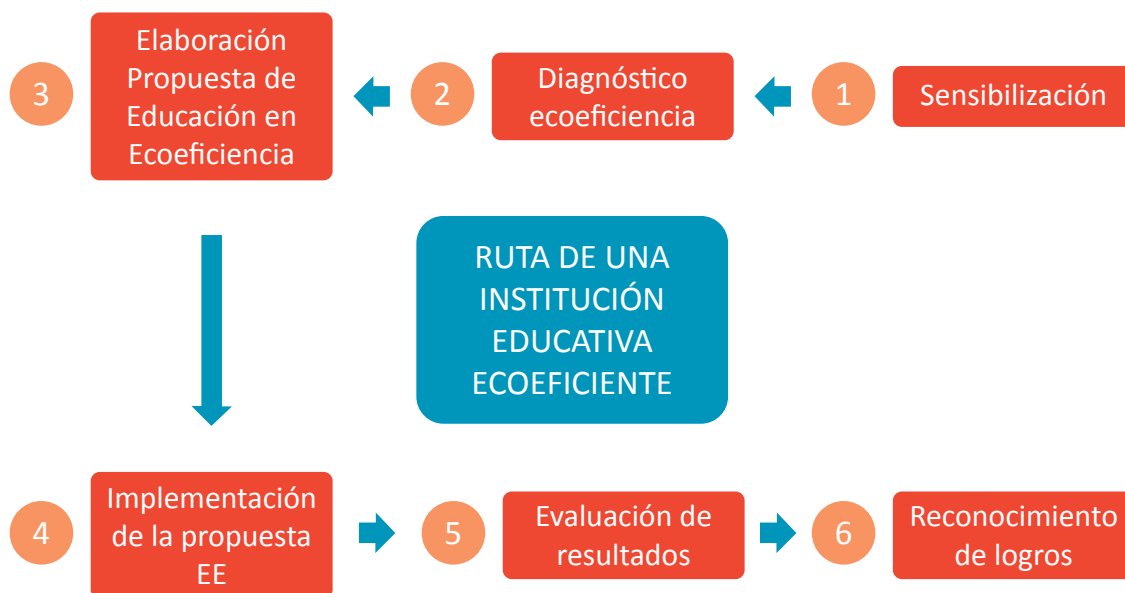 3
Elaboración
Propuesta de
Educación en
Ecoeficiencia
2
Diagnóstico
ecoeficiencia
1
Sensibilización
RUTA DE UNA
INSTITUCIÓN
EDUCATIVA
ECOEFICIENTE
4
Implementación
de la propuesta
EE
5
Evaluación de
resultados
6
Reconocimiento
de logros